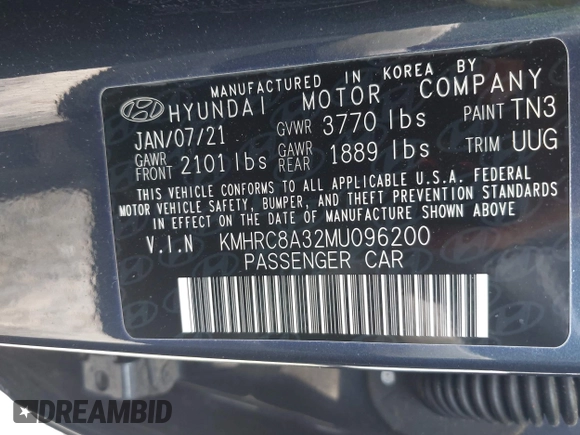 MANUFACTURED IN KOREA BY
HYUNDAI MOTOR COMPANY
JAN/07/21 GVWR 3770 lbs PAINT TN3
GAWR FRONT 2101 lbs GAWR REAR 1889 lbs TRIM UUG
THIS VEHICLE CONFORMS TO ALL APPLICABLE U.S.A. FEDERAL
MOTOR VEHICLE SAFETY, BUMPER, AND THEFT PREVENTION STANDARDS
IN EFFECT ON THE DATE OF MANUFACTURE SHOWN ABOVE.
V.I.N KMHRC8A32MU096200
PASSENGER CAR
DREAMBID